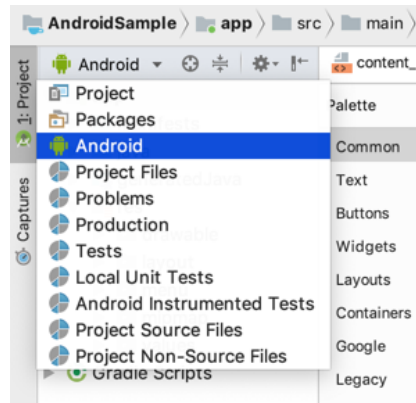 AndroidSample app src main
1: Project
Captures
Android
content_
Project
Packages
Android
Project Files
Problems
Production
Tests
Local Unit Tests
Android Instrumented Tests
Project Source Files
Project Non-Source Files
Gradle Scripts
Palette
Common
Text
Buttons
Widgets
Layouts
Containers
Google
Legacy